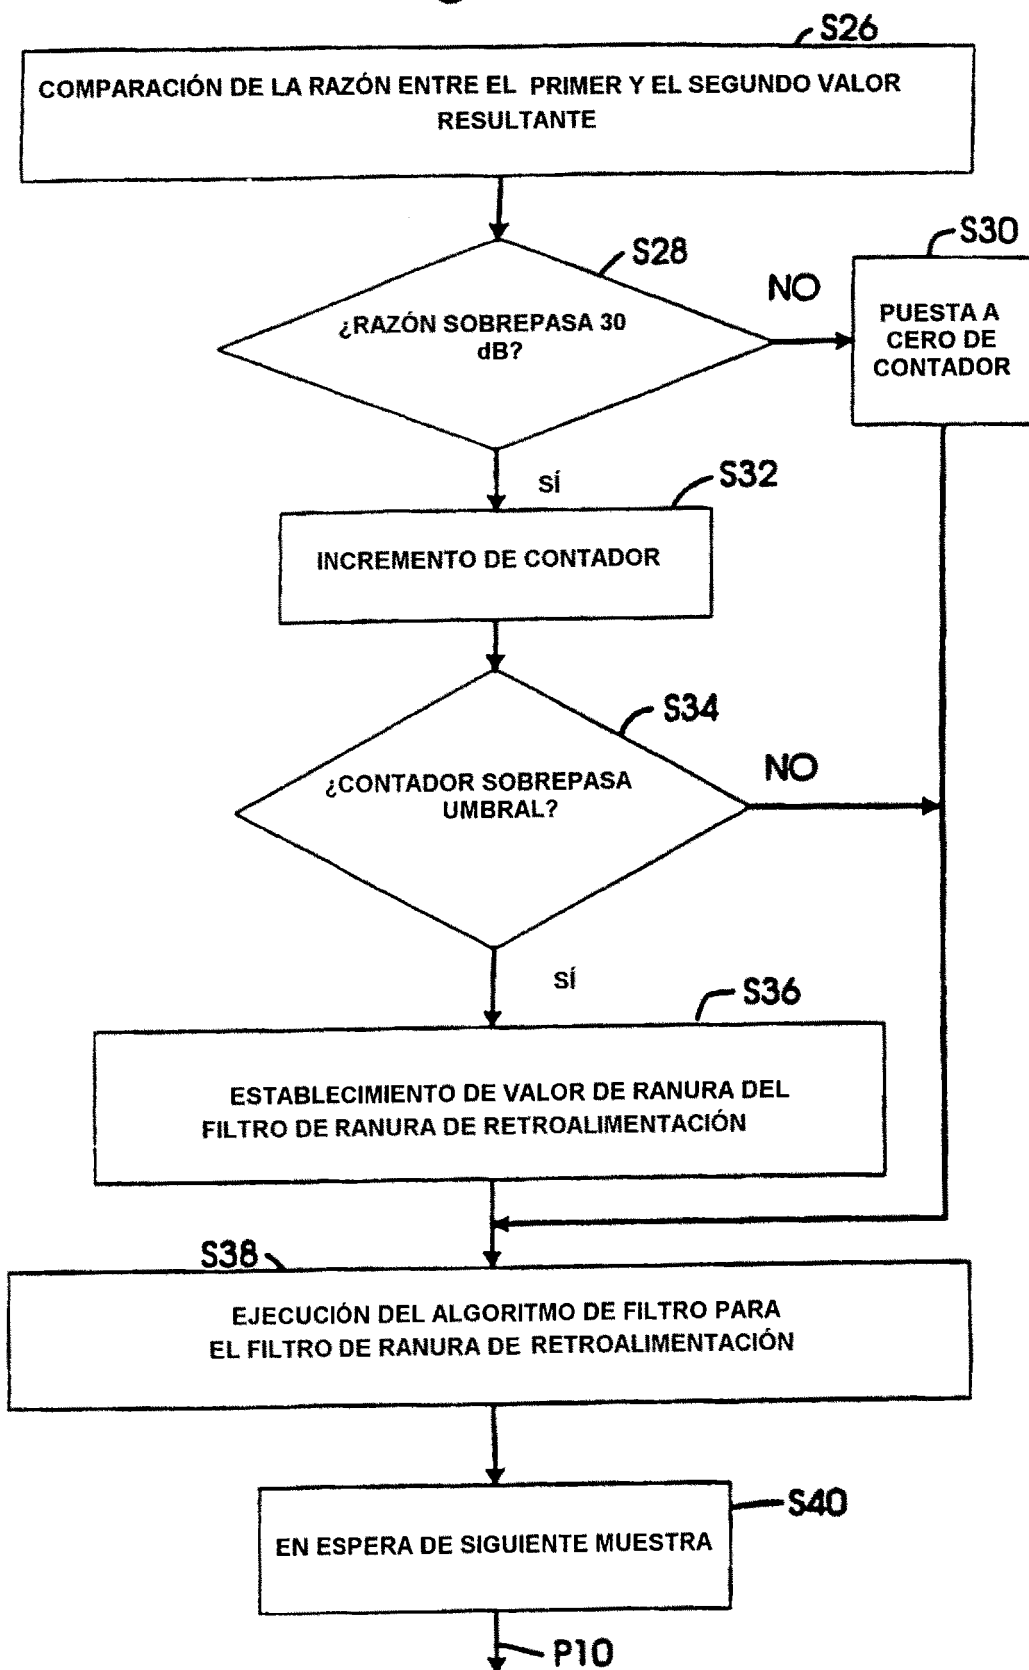 S26
COMPARACIÓN DE LA RAZÓN ENTRE EL PRIMER Y EL SEGUNDO VALOR
RESULTANTE
S28
¿RAZÓN SOBREPASA 30
dB?
NO
S30
PUESTA A
CERO DE
CONTADOR
SÍ
S32
INCREMENTO DE CONTADOR
S34
¿CONTADOR SOBREPASA
UMBRAL?
NO
SÍ
S36
ESTABLECIMIENTO DE VALOR DE RANURA DEL
FILTRO DE RANURA DE RETROALIMENTACIÓN
S38
EJECUCIÓN DEL ALGORITMO DE FILTRO PARA
EL FILTRO DE RANURA DE RETROALIMENTACIÓN
S40
EN ESPERA DE SIGUIENTE MUESTRA
P10